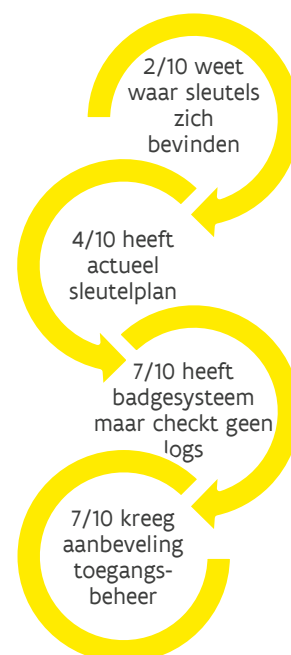 2/10 weet
waar sleutels
zich
bevinden
4/10 heeft
actueel
sleutelplan
7/10 heeft
badgesysteem
maar checkt geen
logs
7/10 kreeg
aanbeveling
toegangs-
beheer